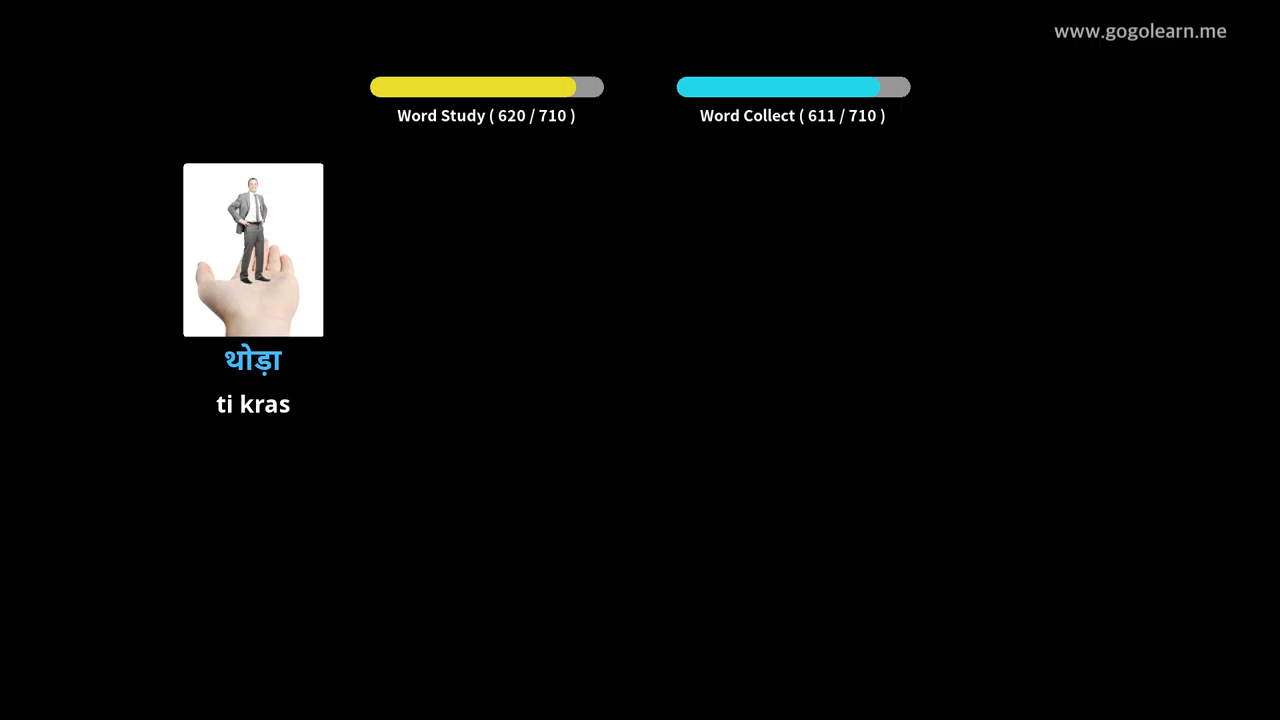 www.gogolearn.me
Word Study ( 620 / 710 )
Word Collect ( 611 / 710 )
थोड़ा
ti kras